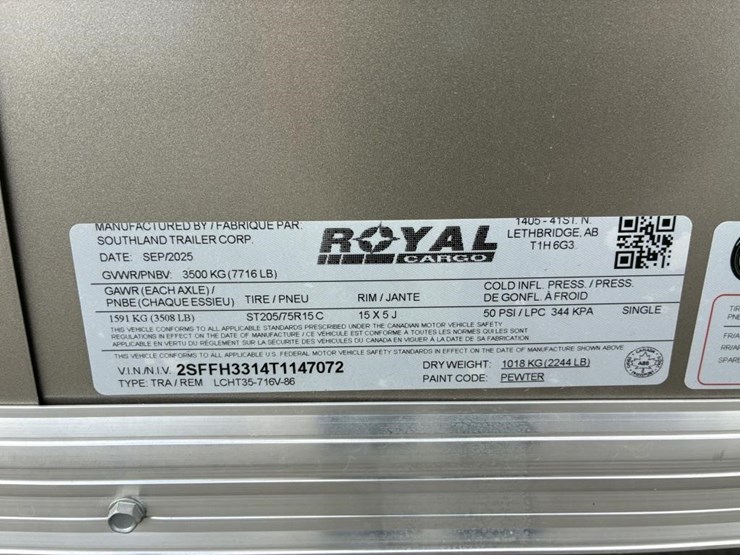 MANUFACTURED BY / FABRIQUE PAR:
SOUTHLAND TRAILER CORP.
DATE: SEP/2025
ROYAL
CARGO
1405 - 41ST. N.
LETHBRIDGE, AB
T1H 6G3
GVWR/PNBV: 3500 KG (7716 LB)
GAWR (EACH AXLE) /
PNBE (CHAQUE ESSIEU) TIRE / PNEU RIM / JANTE COLD INFL. PRESS. / PRESS.
DE GONFL. À FROID
1591 KG (3508 LB) ST205/75R15 C 15 X 5 J 50 PSI / LPC 344 KPA SINGLE
THIS VEHICLE CONFORMS TO ALL APPLICABLE STANDARDS PRESCRIBED UNDER THE CANADIAN MOTOR VEHICLE SAFETY
REGULATIONS IN EFFECT ON THE DATE OF MANUFACTURE / CE VÉHICULE EST CONFORME À TOUTES LES NORMES QUI LES SONT
APPLICABLE EN VERTU DU RÈGLEMENT SUR LA SÉCURITÉ DES VÉHICULES DU CANADA EN VIGUER À LA DATE DE SA FABRICATION
THIS VEHICLE CONFORMS TO ALL APPLICABLE U.S. FEDERAL MOTOR VEHICLE SAFETY STANDARDS IN EFFECT ON THE DATE OF MANUFACTURE SHOWN ABOVE
V.I.N./N.I.V. 2SFFH3314T1147072 DRY WEIGHT: 1018 KG (2244 LB)
TYPE: TRA / REM LCHT35-716V-86 PAINT CODE: PEWTER
TIR
PNE
FR/A
RR/AR
SPARE